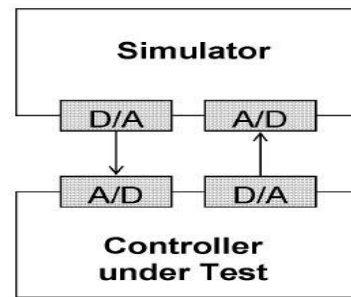 Simulator
D/A A/D
A/D D/A
Controller
under Test